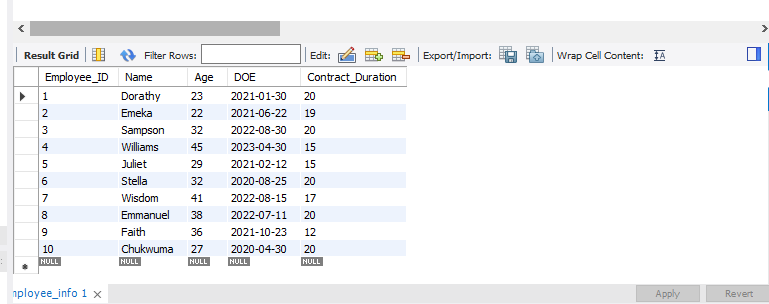 Result Grid Filter Rows: Edit: Export/Import: Wrap Cell Content:
Employee_ID Name Age DOE Contract_Duration
1 Dorathy 23 2021-01-30 20
2 Emeka 22 2021-06-22 19
3 Sampson 32 2022-08-30 20
4 Williams 45 2023-04-30 15
5 Juliet 29 2021-02-12 15
6 Stella 32 2020-08-25 20
7 Wisdom 41 2022-08-15 17
8 Emmanuel 38 2022-07-11 20
9 Faith 36 2021-10-23 12
10 Chukwuma 27 2020-04-30 20
NULL NULL NULL NULL NULL
mployee_info 1 Apply Revert